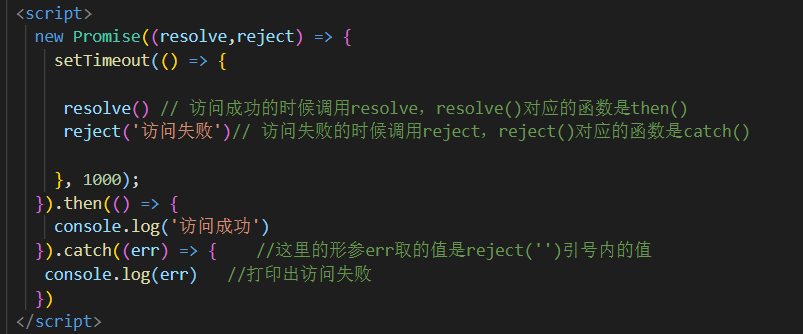 <script>
new Promise((resolve,reject) => {
setTimeout(() => {
resolve() // 访问成功的时候调用resolve，resolve()对应的函数是then()
reject('访问失败')// 访问失败的时候调用reject，reject()对应的函数是catch()
}, 1000);
}).then(() => {
console.log('访问成功')
}).catch((err) => { //这里的形参err取的值是reject('')引号内的值
console.log(err) //打印出访问失败
})
</script>